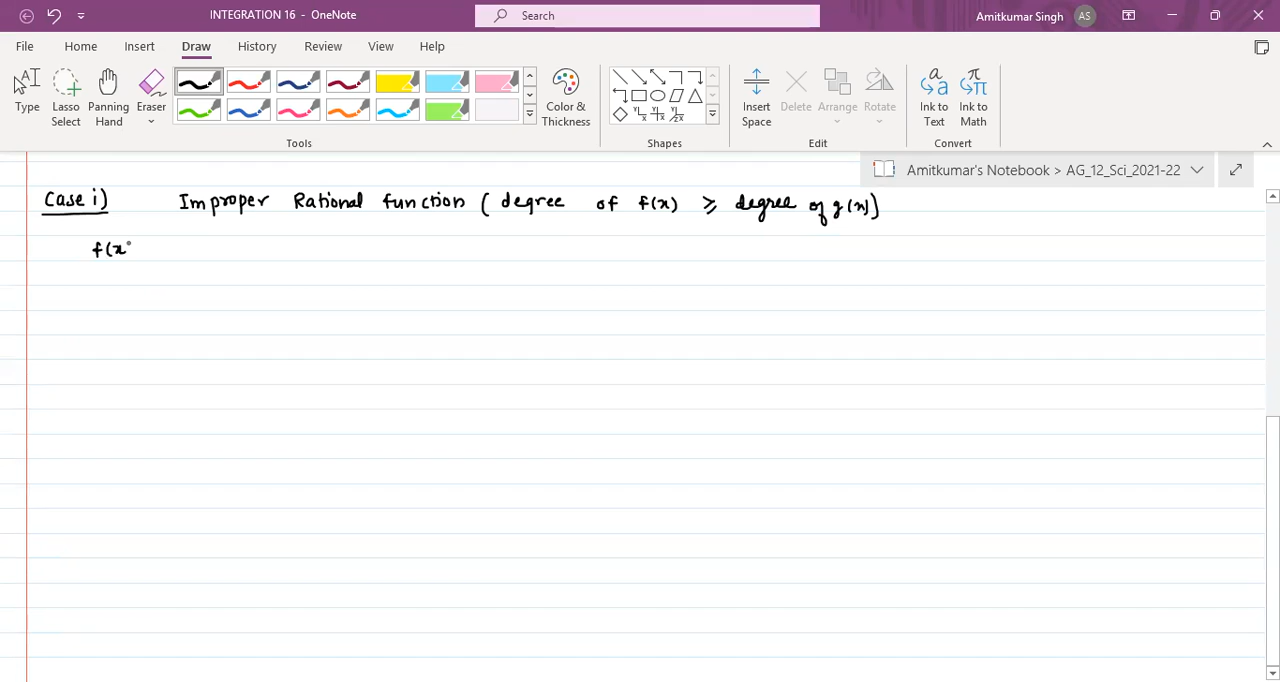 INTEGRATION 16 - OneNote
Search
Amitkumar Singh
AS
File Home Insert Draw History Review View Help
Type
Lasso Select
Panning Hand
Eraser
Color & Thickness
Insert Space
Delete
Arrange
Rotate
Ink to Text
Ink to Math
Tools
Shapes
Edit
Convert
Amitkumar's Notebook > AG_12_Sci_2021-22
Case i) Improper Rational function ( degree of f(x) ⩾ degree of g(x))
f(x